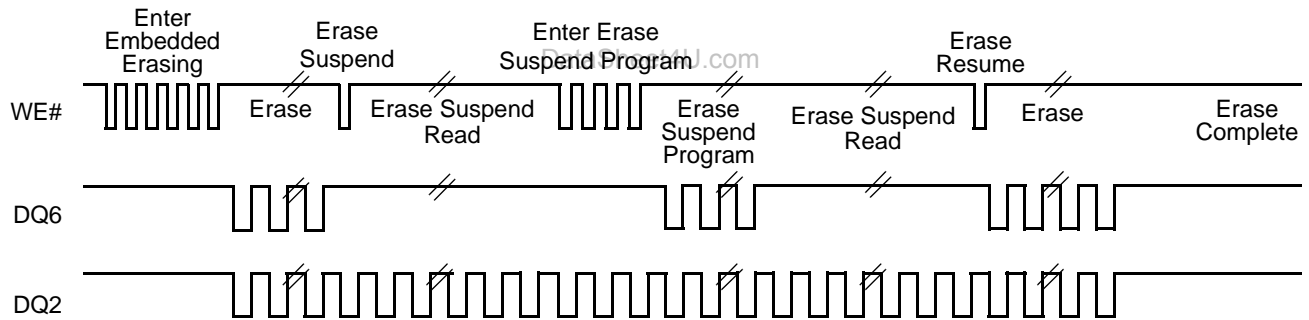 Enter
Embedded
Erasing
Erase
Suspend
Enter Erase
Suspend Program
DataSheet4U.com
Erase
Resume
WE#
Erase
Erase Suspend
Read
Erase
Suspend
Program
Erase Suspend
Read
Erase
Erase
Complete
DQ6
DQ2